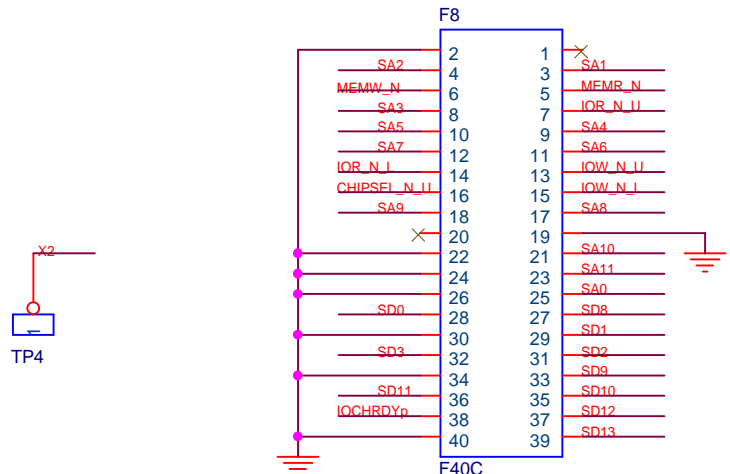 F8
2 1
SA2 4 3 SA1
MEMW_N 6 5 MEMR_N
SA3 8 7 IOR_N_U
SA5 10 9 SA4
SA7 12 11 SA6
IOR_N_L 14 13 IOW_N_U
CHIPSEL_N_U 16 15 IOW_N_L
SA9 18 17 SA8
20 19
X2 22 21 SA10
24 23 SA11
26 25 SA0
SD0 28 27 SD8
1 30 29 SD1
TP4 SD3 32 31 SD2
34 33 SD9
SD11 36 35 SD10
IOCHRDYp 38 37 SD12
40 39 SD13
F40C